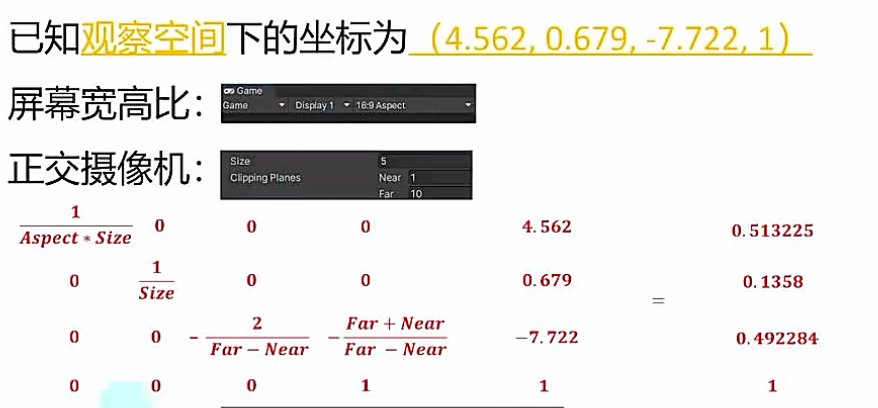 已知观察空间下的坐标为（4.562, 0.679, -7.722, 1）
屏幕宽高比：
Game
Game Display 1 16:9 Aspect
正交摄像机：
Size 5
Clipping Planes Near 1
Far 10
1/(Aspect * Size) 0 0 0 4.562 0.513225
0 1/Size 0 0 0.679 0.1358
=
0 0 -2/(Far − Near) -(Far + Near)/(Far − Near) −7.722 0.492284
0 0 0 1 1 1